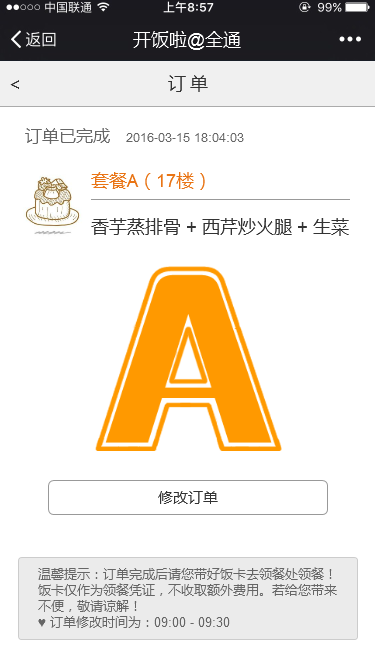 中国联通 上午8:57 99%
返回 开饭啦@全通
< 订单
订单已完成 2016-03-15 18:04:03
套餐A（17楼）
香芋蒸排骨 + 西芹炒火腿 + 生菜
A
修改订单
温馨提示：订单完成后请您带好饭卡去领餐处领餐！
饭卡仅作为领餐凭证，不收取额外费用。若给您带来
不便，敬请谅解！
♥ 订单修改时间为：09:00 - 09:30